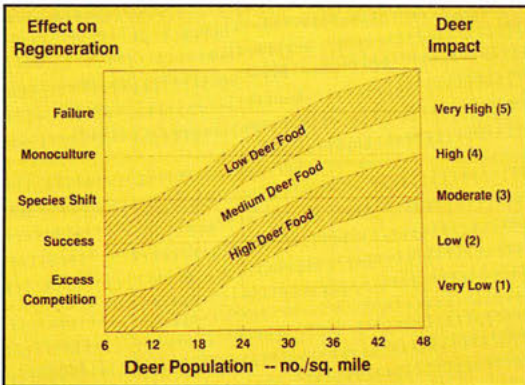 Effect on
Regeneration
Deer
Impact
Failure
Monoculture
Species Shift
Success
Excess
Competition
Low Deer Food
Medium Deer Food
High Deer Food
Very High (5)
High (4)
Moderate (3)
Low (2)
Very Low (1)
6 12 18 24 30 36 42 48
Deer Population -- no./sq. mile